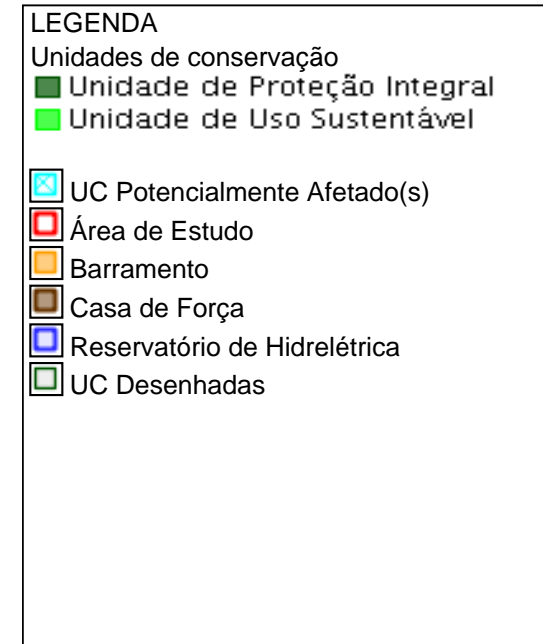 LEGENDA
Unidades de conservação
Unidade de Proteção Integral
Unidade de Uso Sustentável
UC Potencialmente Afetado(s)
Área de Estudo
Barramento
Casa de Força
Reservatório de Hidrelétrica
UC Desenhadas